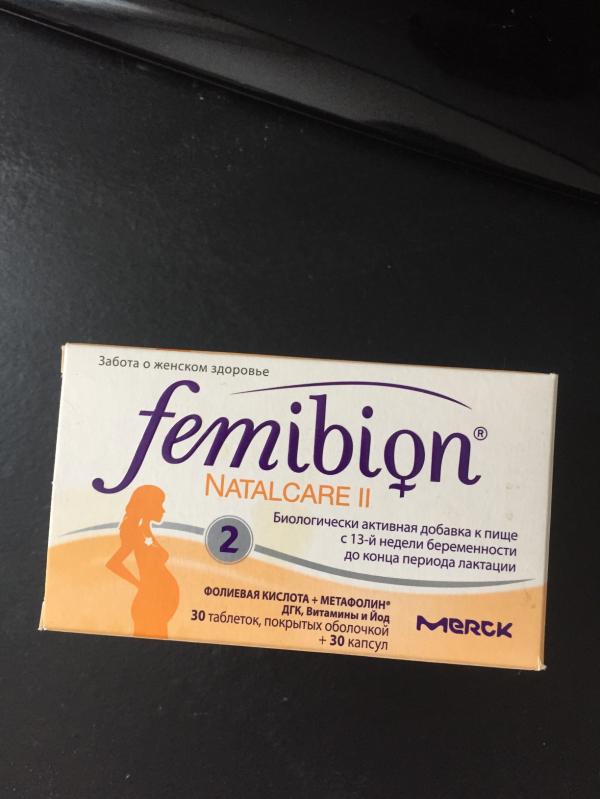 Забота о женском здоровье
femibion®
NATALCARE II
2
Биологически активная добавка к пище
с 13-й недели беременности
до конца периода лактации
ФОЛИЕВАЯ КИСЛОТА + МЕТАФОЛИН®
ДГК, Витамины и Йод
30 таблеток, покрытых оболочкой
+ 30 капсул
MERCK